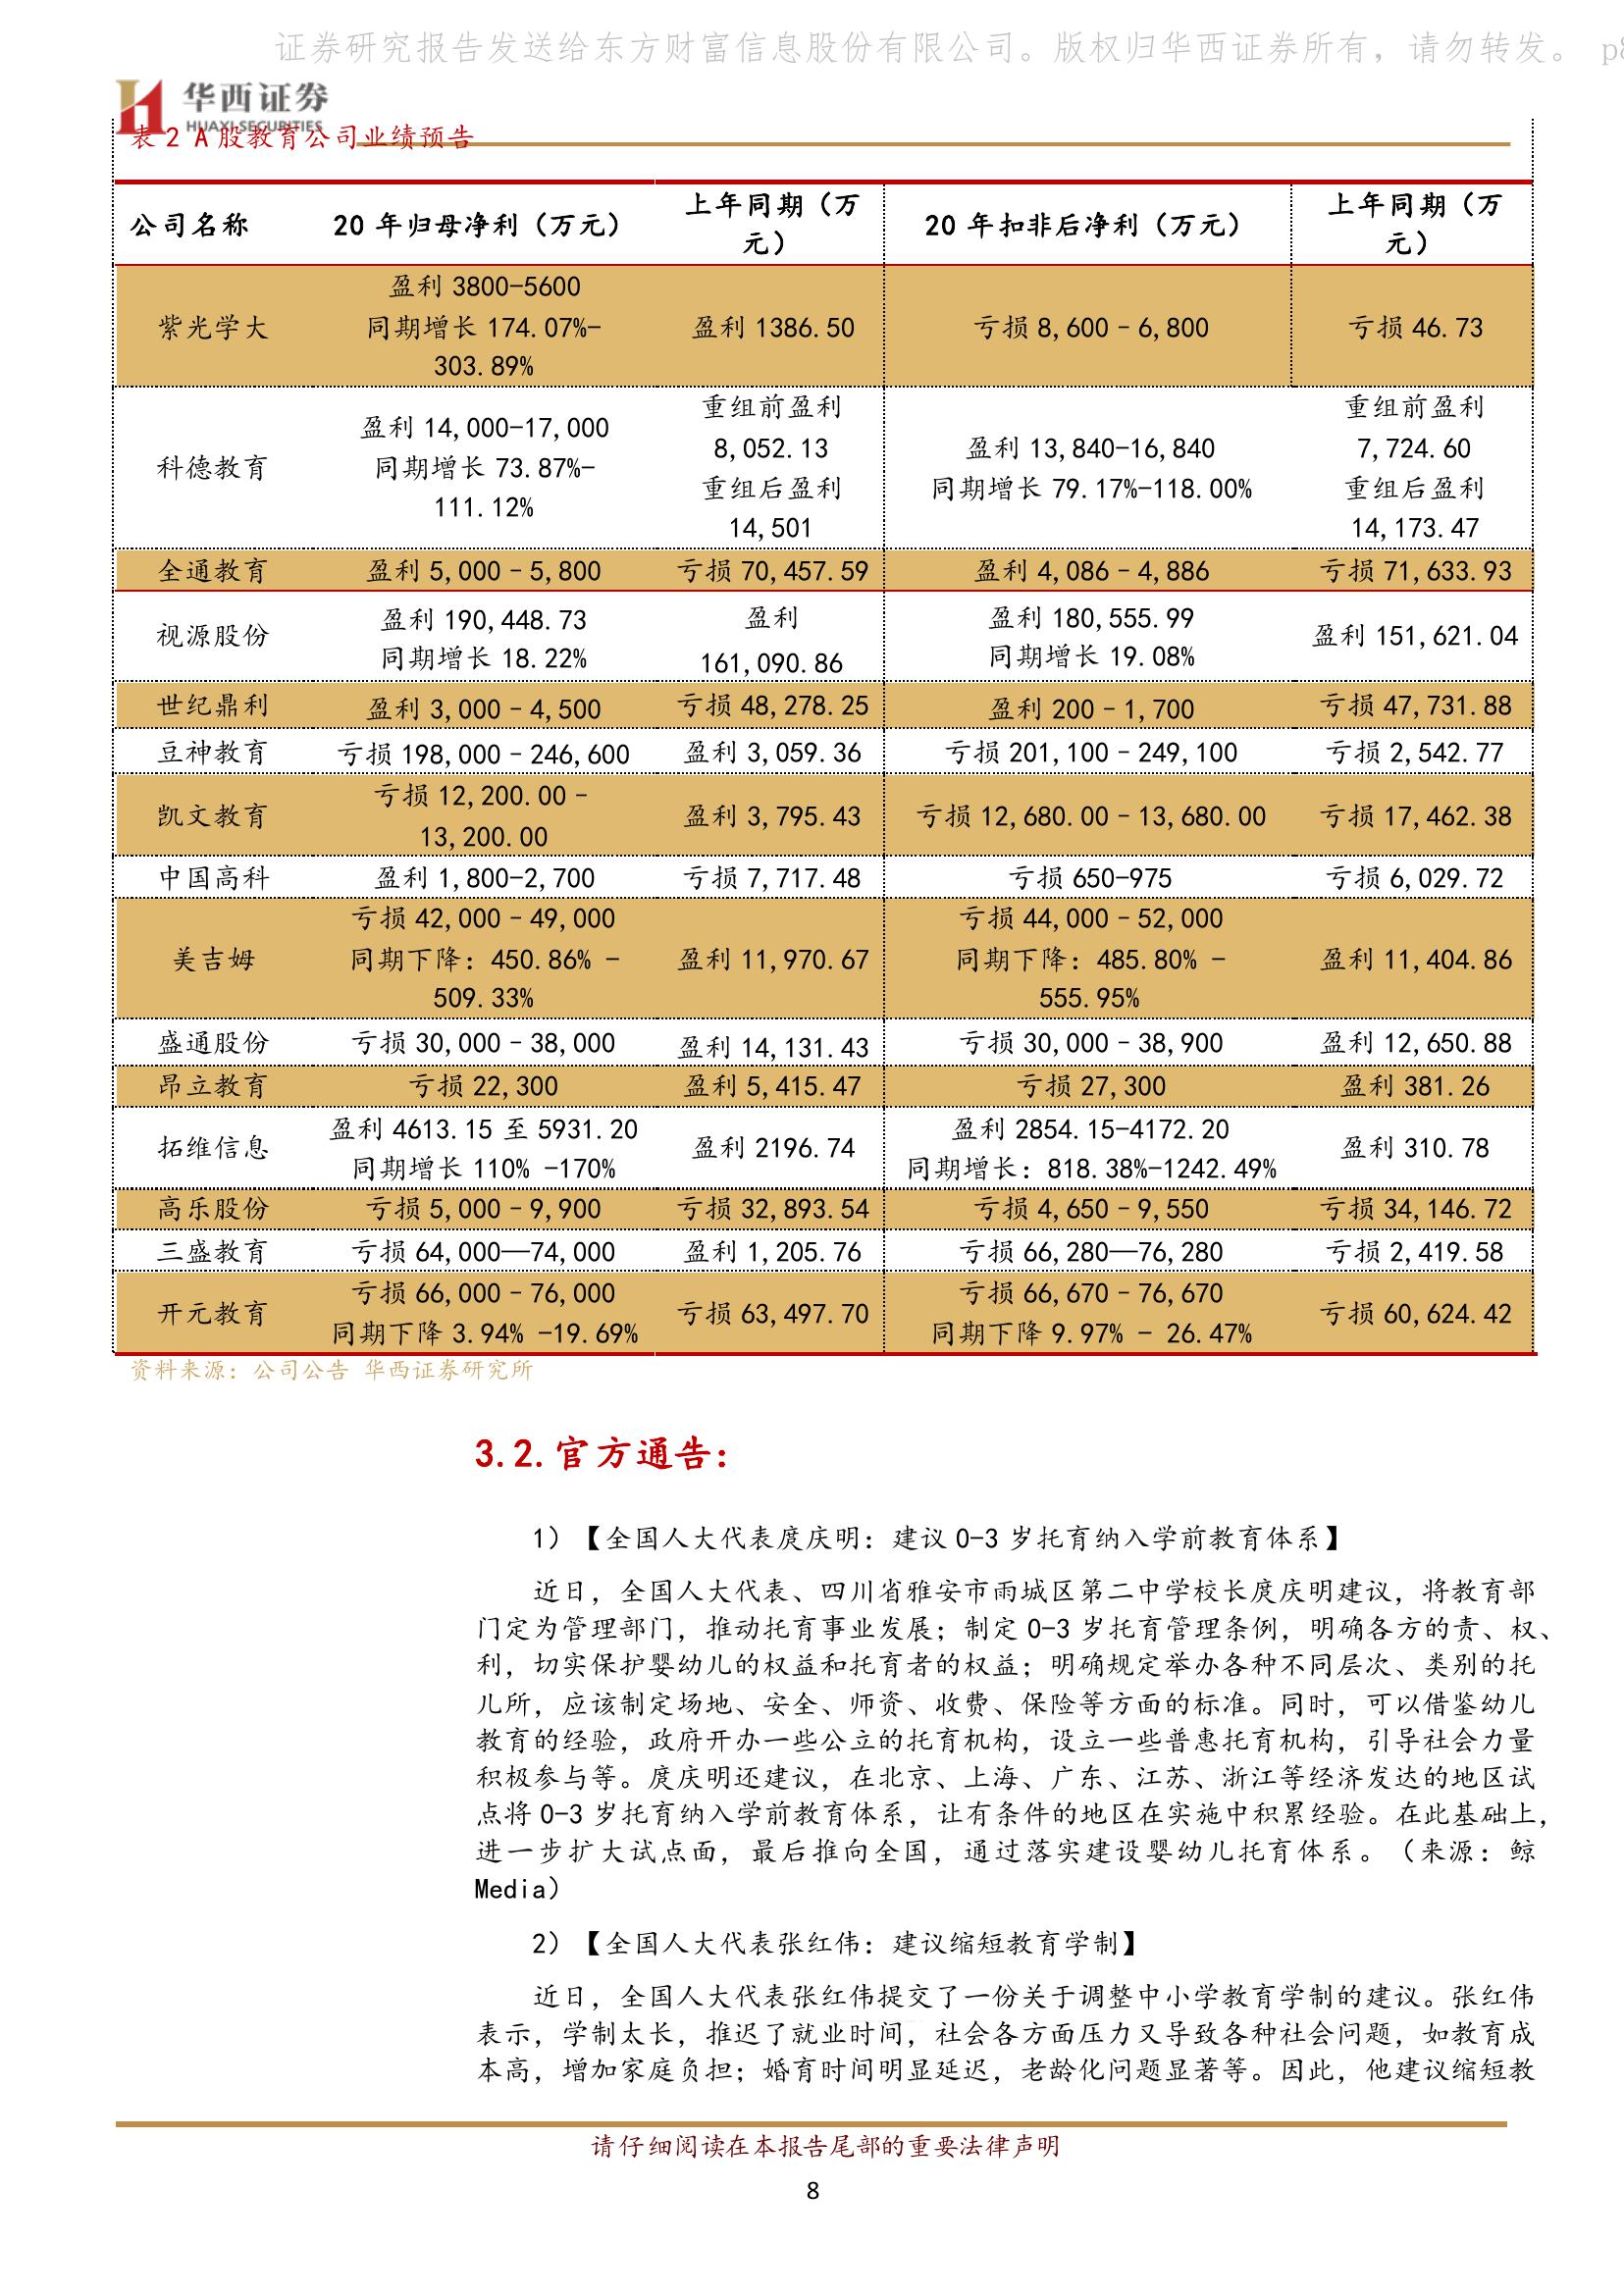 证券研究报告发送给东方财富信息股份有限公司。版权归华西证券所有，请勿转发。 p8
华西证券
HUAXI SECURITIES
表 2 A 股教育公司业绩预告
公司名称 20 年归母净利（万元） 上年同期（万元） 20 年扣非后净利（万元） 上年同期（万元）
紫光学大 盈利 3800-5600 同期增长 174.07%-303.89% 盈利 1386.50 亏损 8,600–6,800 亏损 46.73
科德教育 盈利 14,000-17,000 同期增长 73.87%-111.12% 重组前盈利 8,052.13 重组后盈利 14,501 盈利 13,840-16,840 同期增长 79.17%-118.00% 重组前盈利 7,724.60 重组后盈利 14,173.47
全通教育 盈利 5,000–5,800 亏损 70,457.59 盈利 4,086–4,886 亏损 71,633.93
视源股份 盈利 190,448.73 同期增长 18.22% 盈利 161,090.86 盈利 180,555.99 同期增长 19.08% 盈利 151,621.04
世纪鼎利 盈利 3,000–4,500 亏损 48,278.25 盈利 200–1,700 亏损 47,731.88
豆神教育 亏损 198,000–246,600 盈利 3,059.36 亏损 201,100–249,100 亏损 2,542.77
凯文教育 亏损 12,200.00–13,200.00 盈利 3,795.43 亏损 12,680.00–13,680.00 亏损 17,462.38
中国高科 盈利 1,800-2,700 亏损 7,717.48 亏损 650-975 亏损 6,029.72
美吉姆 亏损 42,000–49,000 同期下降：450.86% -509.33% 盈利 11,970.67 亏损 44,000–52,000 同期下降：485.80% -555.95% 盈利 11,404.86
盛通股份 亏损 30,000–38,000 盈利 14,131.43 亏损 30,000–38,900 盈利 12,650.88
昂立教育 亏损 22,300 盈利 5,415.47 亏损 27,300 盈利 381.26
拓维信息 盈利 4613.15 至 5931.20 同期增长 110% -170% 盈利 2196.74 盈利 2854.15-4172.20 同期增长：818.38%-1242.49% 盈利 310.78
高乐股份 亏损 5,000–9,900 亏损 32,893.54 亏损 4,650–9,550 亏损 34,146.72
三盛教育 亏损 64,000—74,000 盈利 1,205.76 亏损 66,280—76,280 亏损 2,419.58
开元教育 亏损 66,000–76,000 同期下降 3.94% -19.69% 亏损 63,497.70 亏损 66,670–76,670 同期下降 9.97% - 26.47% 亏损 60,624.42
资料来源：公司公告 华西证券研究所
3.2.官方通告：
1）【全国人大代表庹庆明：建议 0-3 岁托育纳入学前教育体系】
近日，全国人大代表、四川省雅安市雨城区第二中学校长庹庆明建议，将教育部
门定为管理部门，推动托育事业发展；制定 0-3 岁托育管理条例，明确各方的责、权、
利，切实保护婴幼儿的权益和托育者的权益；明确规定举办各种不同层次、类别的托
儿所，应该制定场地、安全、师资、收费、保险等方面的标准。同时，可以借鉴幼儿
教育的经验，政府开办一些公立的托育机构，设立一些普惠托育机构，引导社会力量
积极参与等。庹庆明还建议，在北京、上海、广东、江苏、浙江等经济发达的地区试
点将 0-3 岁托育纳入学前教育体系，让有条件的地区在实施中积累经验。在此基础上，
进一步扩大试点面，最后推向全国，通过落实建设婴幼儿托育体系。（来源：鲸
Media）
2）【全国人大代表张红伟：建议缩短教育学制】
近日，全国人大代表张红伟提交了一份关于调整中小学教育学制的建议。张红伟
表示，学制太长，推迟了就业时间，社会各方面压力又导致各种社会问题，如教育成
本高，增加家庭负担；婚育时间明显延迟，老龄化问题显著等。因此，他建议缩短教
请仔细阅读在本报告尾部的重要法律声明
8